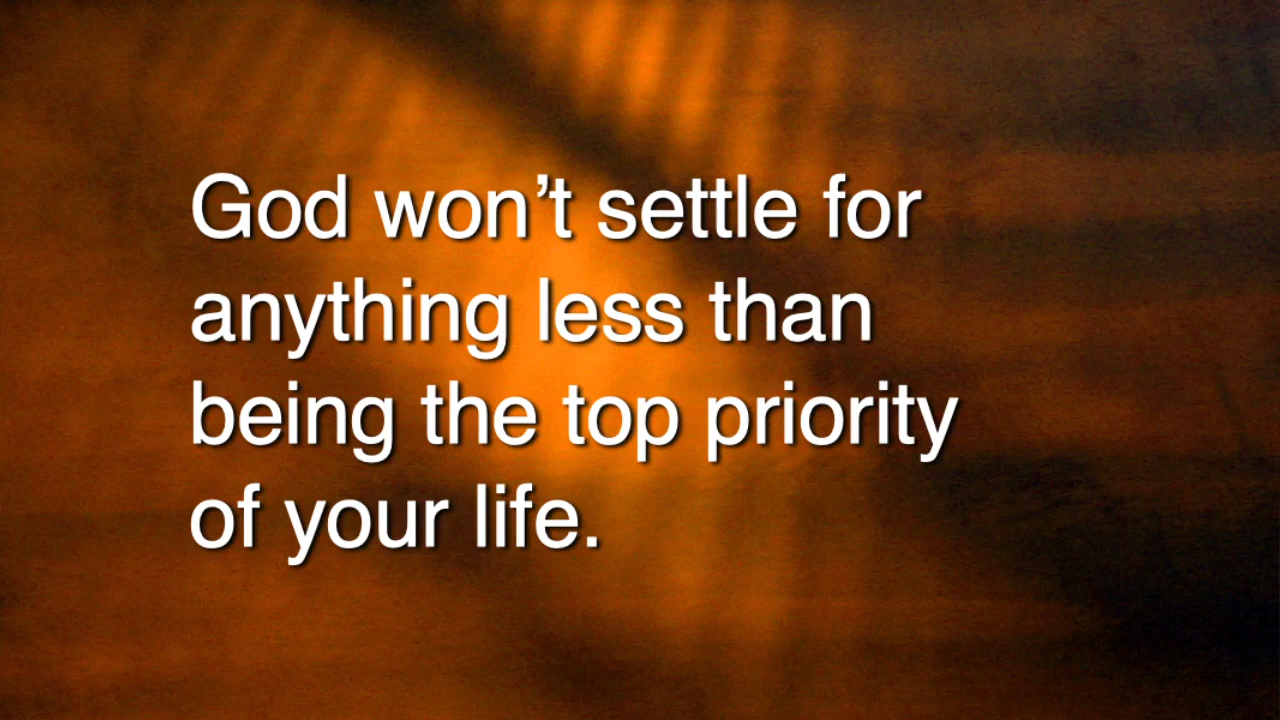 God won’t settle for
anything less than
being the top priority
of your life.